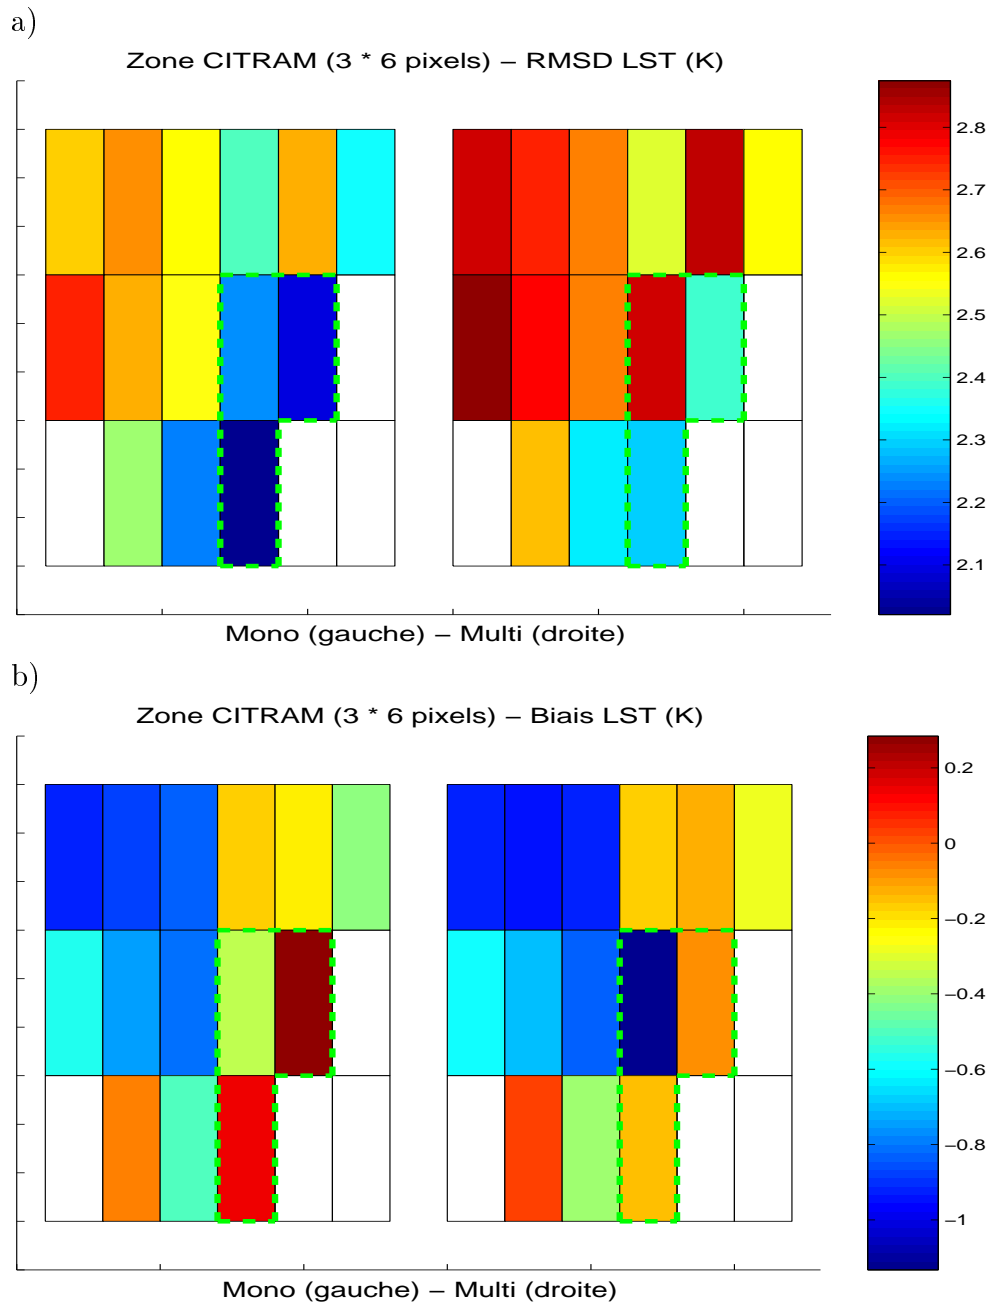 a)
Zone CITRAM (3 * 6 pixels) – RMSD LST (K)
2.8
2.7
2.6
2.5
2.4
2.3
2.2
2.1
Mono (gauche) – Multi (droite)
b)
Zone CITRAM (3 * 6 pixels) – Biais LST (K)
0.2
0
−0.2
−0.4
−0.6
−0.8
−1
Mono (gauche) – Multi (droite)